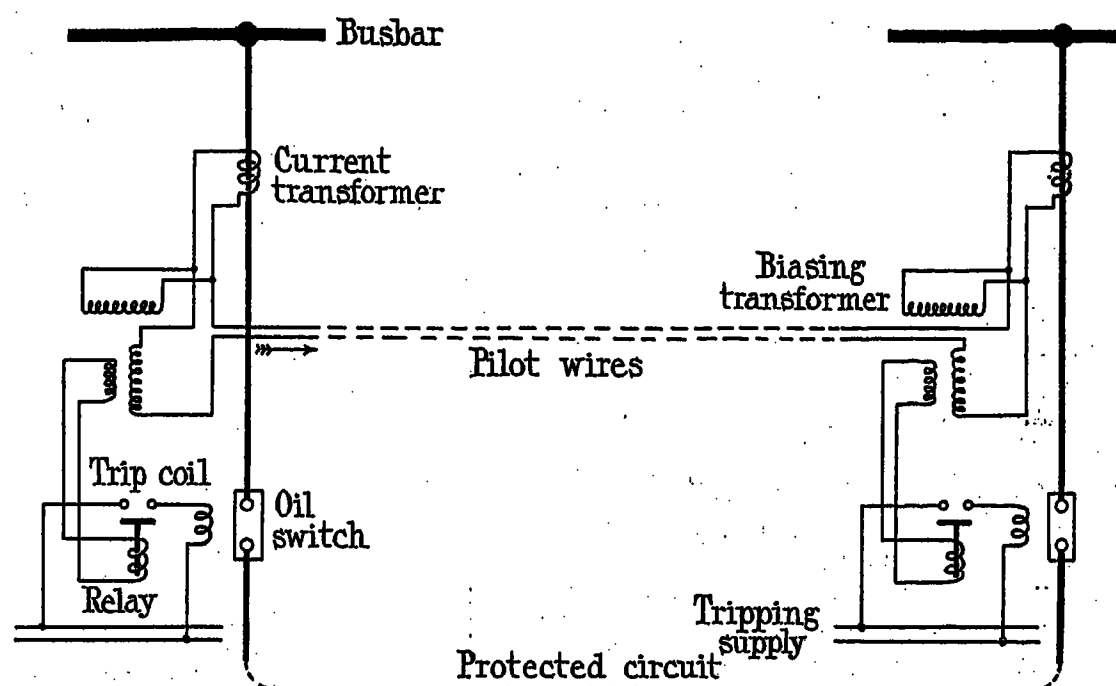 Busbar
Current
transformer
Biasing
transformer
Pilot wires
Trip coil
Oil
switch
Relay
Tripping
supply
Protected circuit